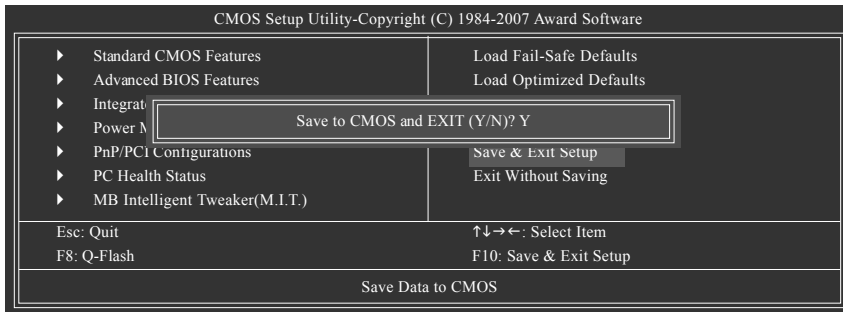 CMOS Setup Utility-Copyright (C) 1984-2007 Award Software
Standard CMOS Features
Advanced BIOS Features
Integrat
Power M
PnP/PCI Configurations
PC Health Status
MB Intelligent Tweaker(M.I.T.)
Load Fail-Safe Defaults
Load Optimized Defaults
Save & Exit Setup
Exit Without Saving
Save to CMOS and EXIT (Y/N)? Y
Esc: Quit
↑↓→←: Select Item
F8: Q-Flash
F10: Save & Exit Setup
Save Data to CMOS